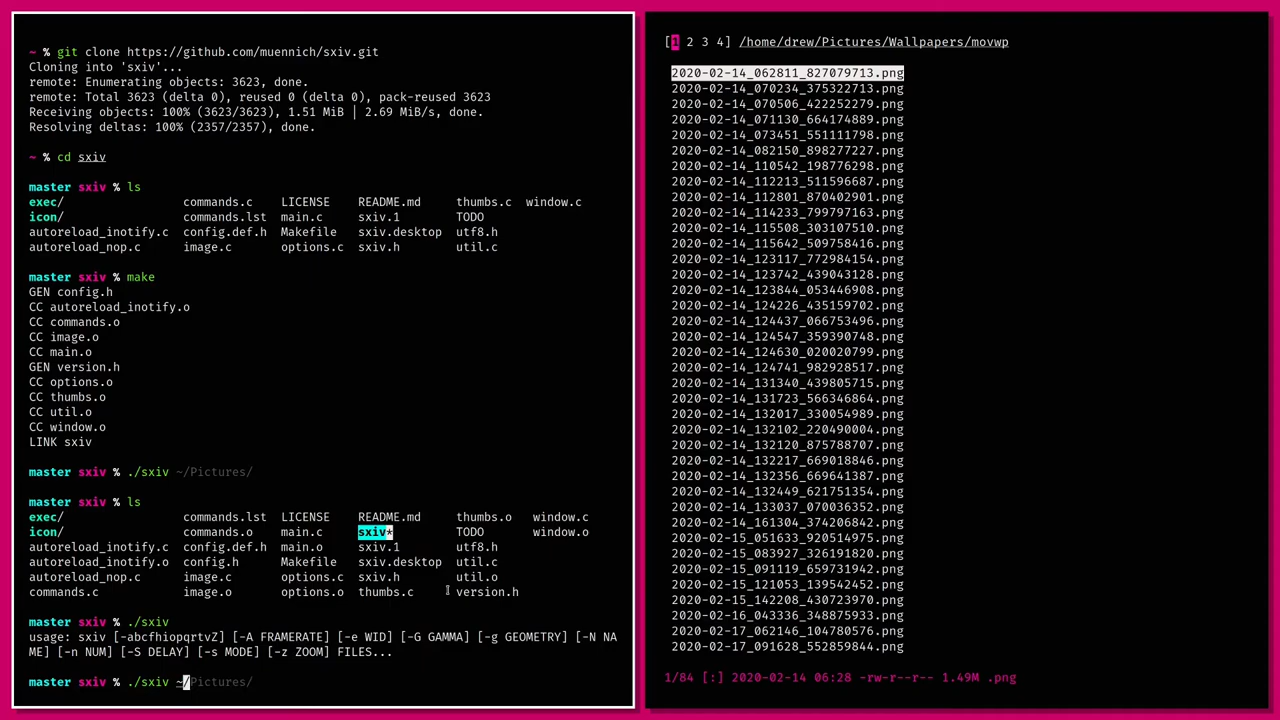 ~ % git clone https://github.com/muennich/sxiv.git
Cloning into 'sxiv'...
remote: Enumerating objects: 3623, done.
remote: Total 3623 (delta 0), reused 0 (delta 0), pack-reused 3623
Receiving objects: 100% (3623/3623), 1.51 MiB | 2.69 MiB/s, done.
Resolving deltas: 100% (2357/2357), done.
~ % cd sxiv
master sxiv % ls
exec/ commands.c LICENSE README.md thumbs.c window.c
icon/ commands.lst main.c sxiv.1 TODO
autoreload_inotify.c config.def.h Makefile sxiv.desktop utf8.h
autoreload_nop.c image.c options.c sxiv.h util.c
master sxiv % make
GEN config.h
CC autoreload_inotify.o
CC commands.o
CC image.o
CC main.o
GEN version.h
CC options.o
CC thumbs.o
CC util.o
CC window.o
LINK sxiv
master sxiv % ./sxiv ~/Pictures/
master sxiv % ls
exec/ commands.lst LICENSE README.md thumbs.o window.c
icon/ commands.o main.c sxiv* TODO window.o
autoreload_inotify.c config.def.h main.o sxiv.1 utf8.h
autoreload_inotify.o config.h Makefile sxiv.desktop util.c
autoreload_nop.c image.c options.c sxiv.h util.o
commands.c image.o options.o thumbs.c version.h
master sxiv % ./sxiv
usage: sxiv [-abcfhiopqrtvZ] [-A FRAMERATE] [-e WID] [-G GAMMA] [-g GEOMETRY] [-N NA
ME] [-n NUM] [-S DELAY] [-s MODE] [-z ZOOM] FILES...
master sxiv % ./sxiv ~/Pictures/
[1 2 3 4] /home/drew/Pictures/Wallpapers/movwp
2020-02-14_062811_827079713.png
2020-02-14_070234_375322713.png
2020-02-14_070506_422252279.png
2020-02-14_071130_664174889.png
2020-02-14_073451_551111798.png
2020-02-14_082150_898277227.png
2020-02-14_110542_198776298.png
2020-02-14_112213_511596687.png
2020-02-14_112801_870402901.png
2020-02-14_114233_799797163.png
2020-02-14_115508_303107510.png
2020-02-14_115642_509758416.png
2020-02-14_123117_772984154.png
2020-02-14_123742_439043128.png
2020-02-14_123844_053446908.png
2020-02-14_124226_435159702.png
2020-02-14_124437_066753496.png
2020-02-14_124547_359390748.png
2020-02-14_124630_020020799.png
2020-02-14_124741_982928517.png
2020-02-14_131340_439805715.png
2020-02-14_131723_566346864.png
2020-02-14_132017_330054989.png
2020-02-14_132102_220490004.png
2020-02-14_132120_875788707.png
2020-02-14_132217_669018846.png
2020-02-14_132356_669641387.png
2020-02-14_132449_621751354.png
2020-02-14_133037_070036352.png
2020-02-14_161304_374206842.png
2020-02-15_051633_920514975.png
2020-02-15_083927_326191820.png
2020-02-15_091119_659731942.png
2020-02-15_121053_139542452.png
2020-02-15_142208_430723970.png
2020-02-16_043336_348875933.png
2020-02-17_062146_104780576.png
2020-02-17_091628_552859844.png
1/84 [:] 2020-02-14 06:28 -rw-r--r-- 1.49M .png